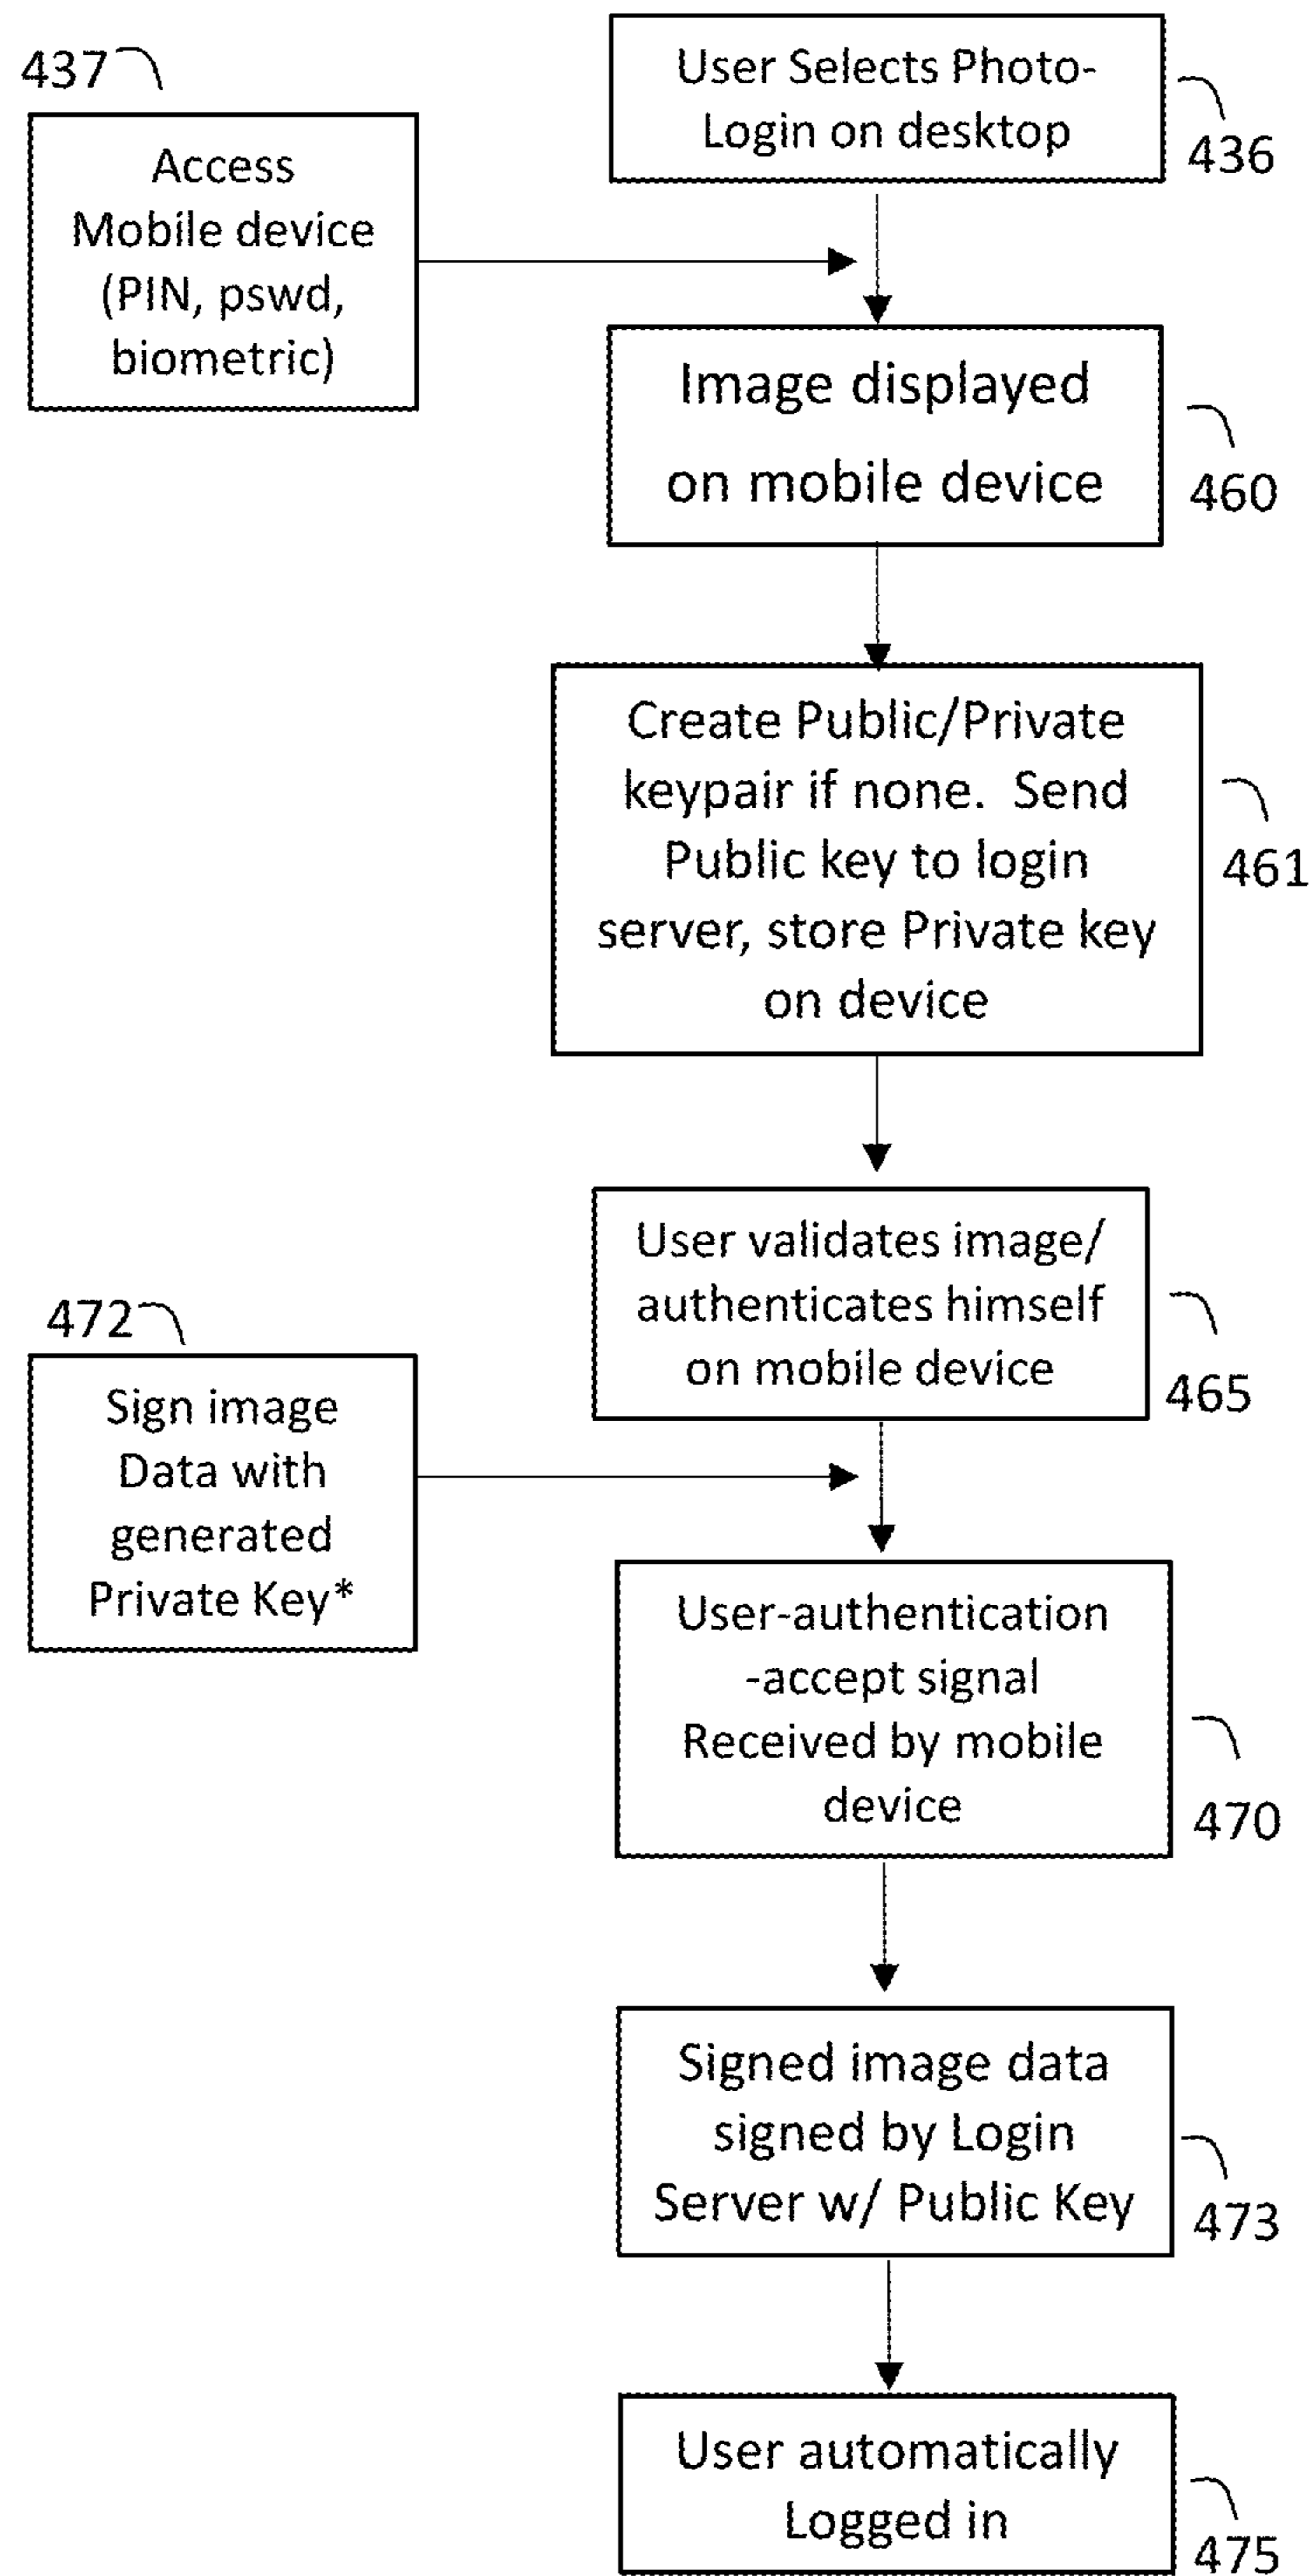 User Selects Photo-
Login on desktop
436
437
Access
Mobile device
(PIN, pswd,
biometric)
Image displayed
on mobile device
460
Create Public/Private
keypair if none.  Send
Public key to login
server, store Private key
on device
461
User validates image/
authenticates himself
on mobile device
465
472
Sign image
Data with
generated
Private Key*
User-authentication
-accept signal
Received by mobile
device
470
Signed image data
signed by Login
Server w/ Public Key
473
User automatically
Logged in
475